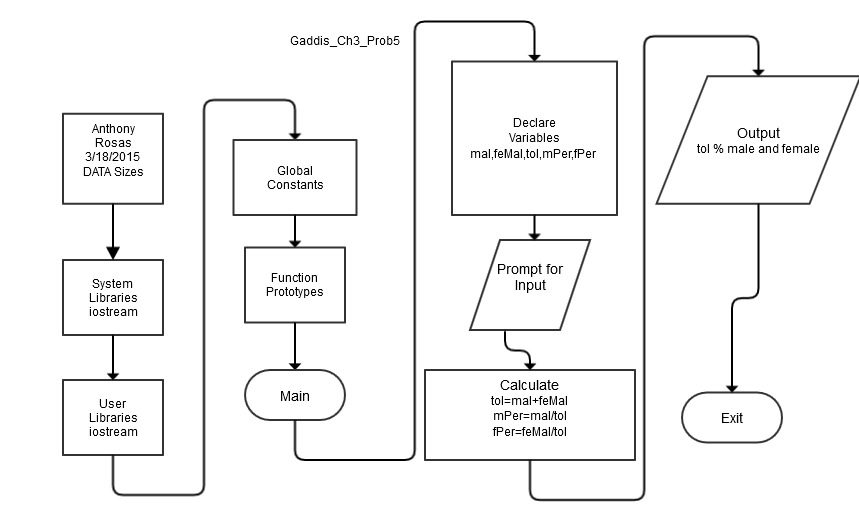 Gaddis_Ch3_Prob5
Anthony
Rosas
3/18/2015
DATA Sizes
System
Libraries
iostream
User
Libraries
iostream
Global
Constants
Function
Prototypes
Main
Declare
Variables
mal,feMal,tol,mPer,fPer
Prompt for
Input
Calculate
tol=mal+feMal
mPer=mal/tol
fPer=feMal/tol
Output
tol % male and female
Exit